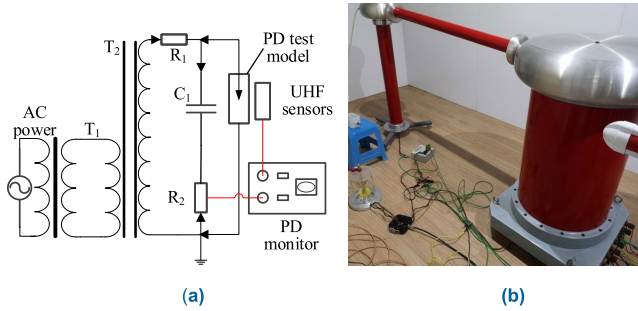 T2
R1
PD test
model
C1
UHF
sensors
AC
power
T1
R2
PD
monitor
(a)
(b)